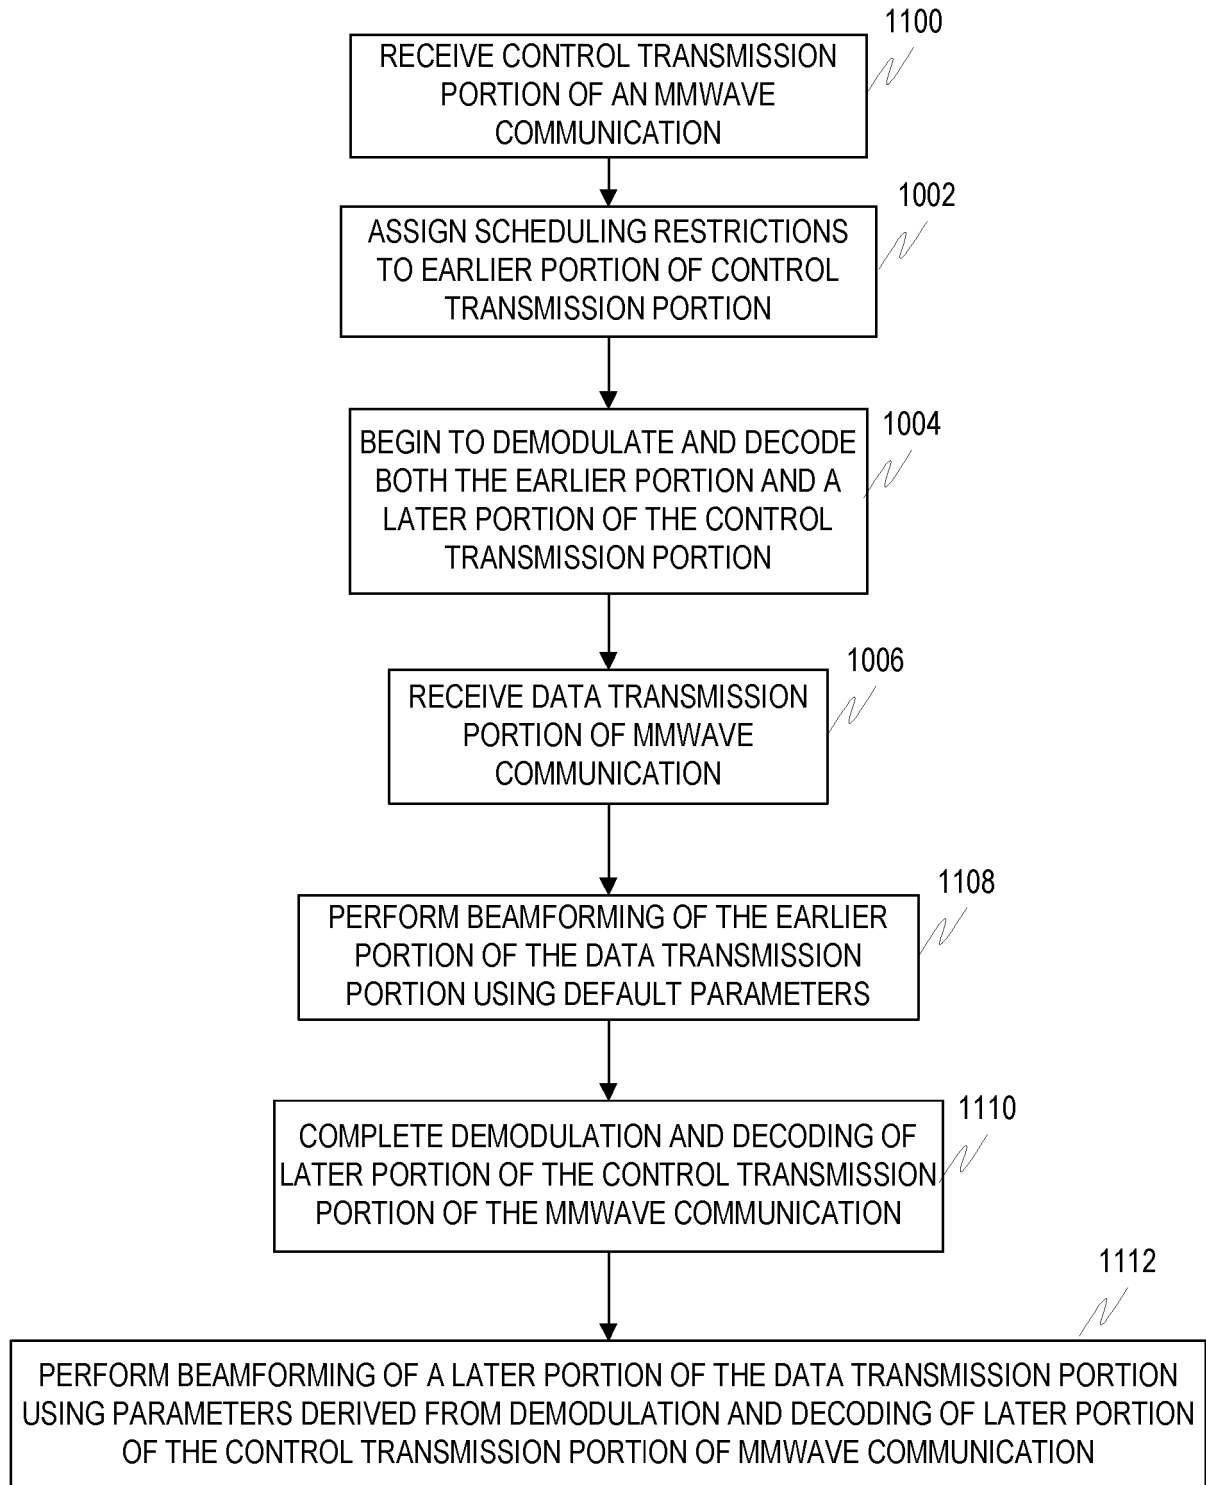 1100
RECEIVE CONTROL TRANSMISSION
PORTION OF AN MMWAVE
COMMUNICATION
1002
ASSIGN SCHEDULING RESTRICTIONS
TO EARLIER PORTION OF CONTROL
TRANSMISSION PORTION
1004
BEGIN TO DEMODULATE AND DECODE
BOTH THE EARLIER PORTION AND A
LATER PORTION OF THE CONTROL
TRANSMISSION PORTION
1006
RECEIVE DATA TRANSMISSION
PORTION OF MMWAVE
COMMUNICATION
1108
PERFORM BEAMFORMING OF THE EARLIER
PORTION OF THE DATA TRANSMISSION
PORTION USING DEFAULT PARAMETERS
1110
COMPLETE DEMODULATION AND DECODING OF
LATER PORTION OF THE CONTROL TRANSMISSION
PORTION OF THE MMWAVE COMMUNICATION
1112
PERFORM BEAMFORMING OF A LATER PORTION OF THE DATA TRANSMISSION PORTION
USING PARAMETERS DERIVED FROM DEMODULATION AND DECODING OF LATER PORTION
OF THE CONTROL TRANSMISSION PORTION OF MMWAVE COMMUNICATION